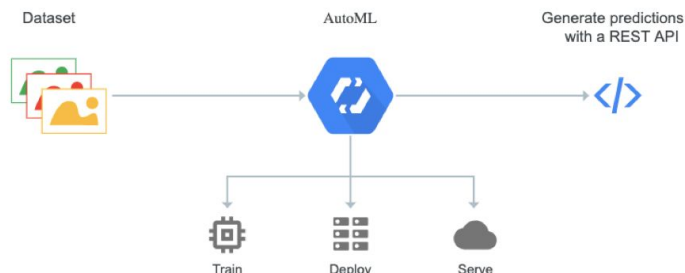 Dataset
AutoML
Generate predictions
with a REST API
</>
Train
Deploy
Serve